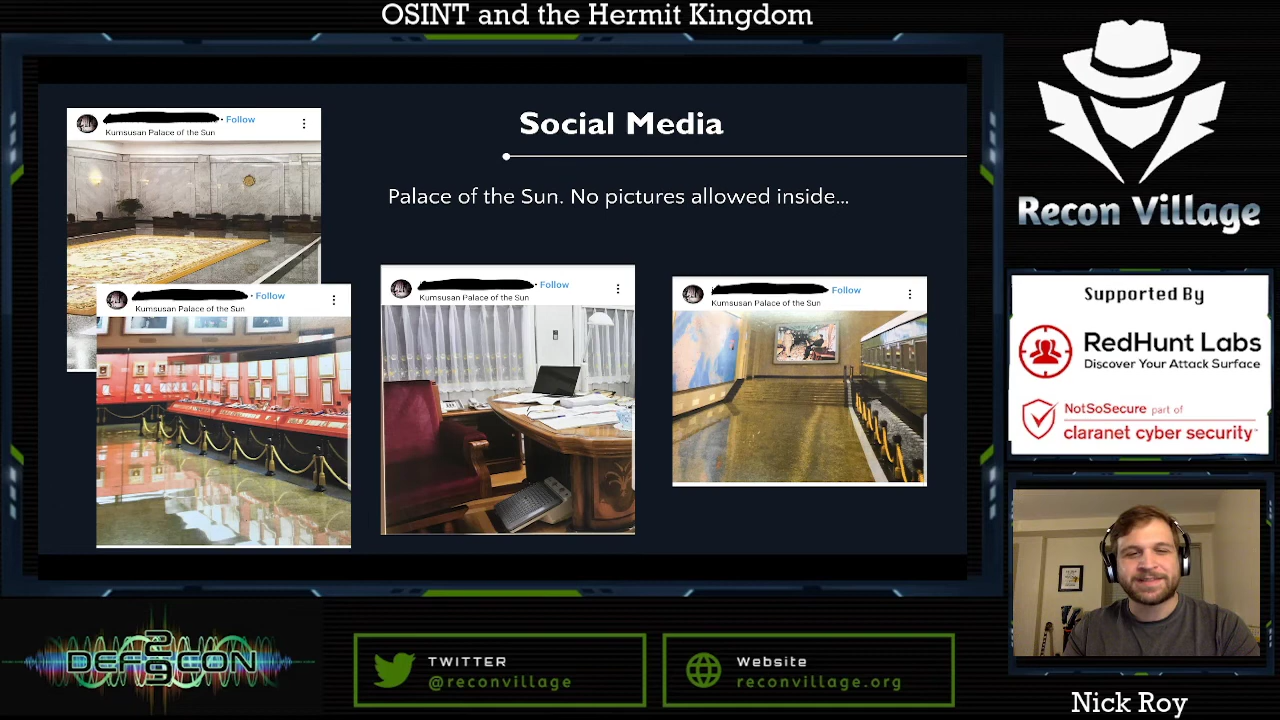 OSINT and the Hermit Kingdom
Social Media
Palace of the Sun. No pictures allowed inside...
• Follow
Kumsusan Palace of the Sun
• Follow
Kumsusan Palace of the Sun
• Follow
Kumsusan Palace of the Sun
Follow
Kumsusan Palace of the Sun
Recon Village
Supported By
RedHunt Labs
Discover Your Attack Surface
NotSoSecure part of
claranet cyber security
DEF CON
29
TWITTER
@reconvillage
Website
reconvillage.org
Nick Roy